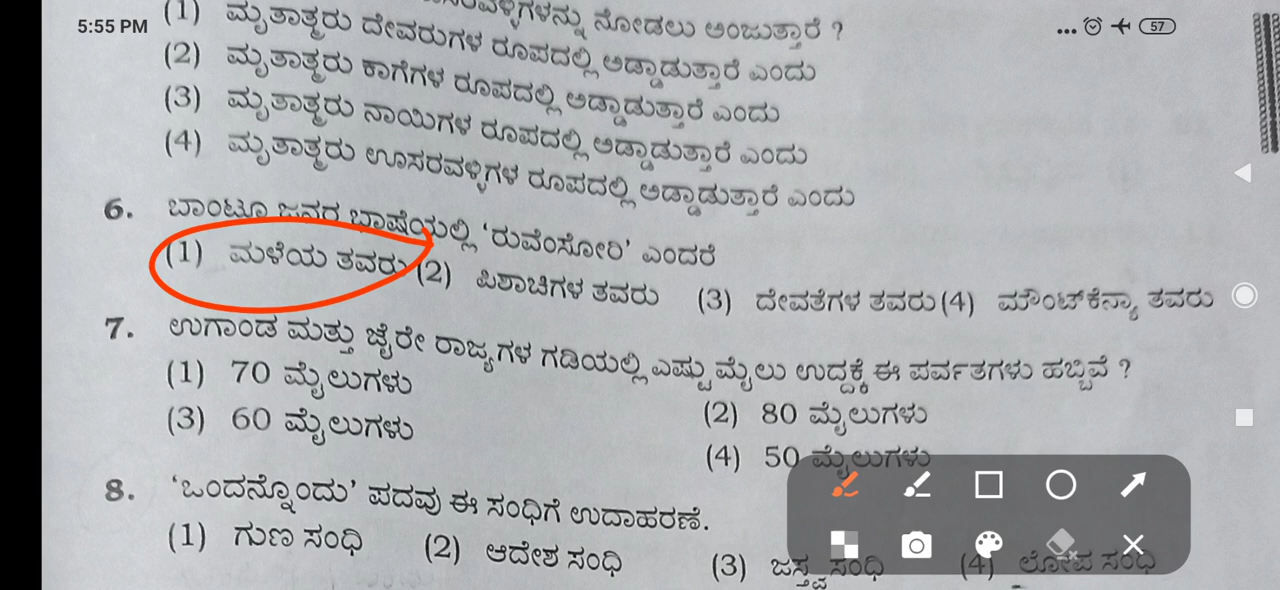 5:55 PM
57
ನೋಡಲು ಅಂಜುತ್ತಾರೆ ?
(1) ಮೃತಾತ್ಮರು ದೇವರುಗಳ ರೂಪದಲ್ಲಿ ಅಡ್ಡಾಡುತ್ತಾರೆ ಎಂದು
(2) ಮೃತಾತ್ಮರು ಕಾಗೆಗಳ ರೂಪದಲ್ಲಿ ಅಡ್ಡಾಡುತ್ತಾರೆ ಎಂದು
(3) ಮೃತಾತ್ಮರು ನಾಯಿಗಳ ರೂಪದಲ್ಲಿ ಅಡ್ಡಾಡುತ್ತಾರೆ ಎಂದು
(4) ಮೃತಾತ್ಮರು ಊಸರವಳ್ಳಿಗಳ ರೂಪದಲ್ಲಿ ಅಡ್ಡಾಡುತ್ತಾರೆ ಎಂದು
6. ಬಾಂಟೂ ಜನರ ಭಾಷೆಯಲ್ಲಿ ‘ರುವೆಂಸೋರಿ’ ಎಂದರೆ
(1) ಮಳೆಯ ತವರು (2) ಪಿಶಾಚಿಗಳ ತವರು (3) ದೇವತೆಗಳ ತವರು (4) ಮೌಂಟ್‌ಕೆನ್ಯಾ ತವರು
7. ಉಗಾಂಡ ಮತ್ತು ಜೈರೇ ರಾಜ್ಯಗಳ ಗಡಿಯಲ್ಲಿ ಎಷ್ಟು ಮೈಲು ಉದ್ದಕ್ಕೆ ಈ ಪರ್ವತಗಳು ಹಬ್ಬಿವೆ ?
(1) 70 ಮೈಲುಗಳು (2) 80 ಮೈಲುಗಳು
(3) 60 ಮೈಲುಗಳು (4) 50 ಮೈಲುಗಳು
8. ‘ಒಂದನ್ನೊಂದು’ ಪದವು ಈ ಸಂಧಿಗೆ ಉದಾಹರಣೆ.
(1) ಗುಣ ಸಂಧಿ (2) ಆದೇಶ ಸಂಧಿ (3) ಜಸ್ತ್ವ ಸಂಧಿ (4) ಲೋಪ ಸಂಧಿ